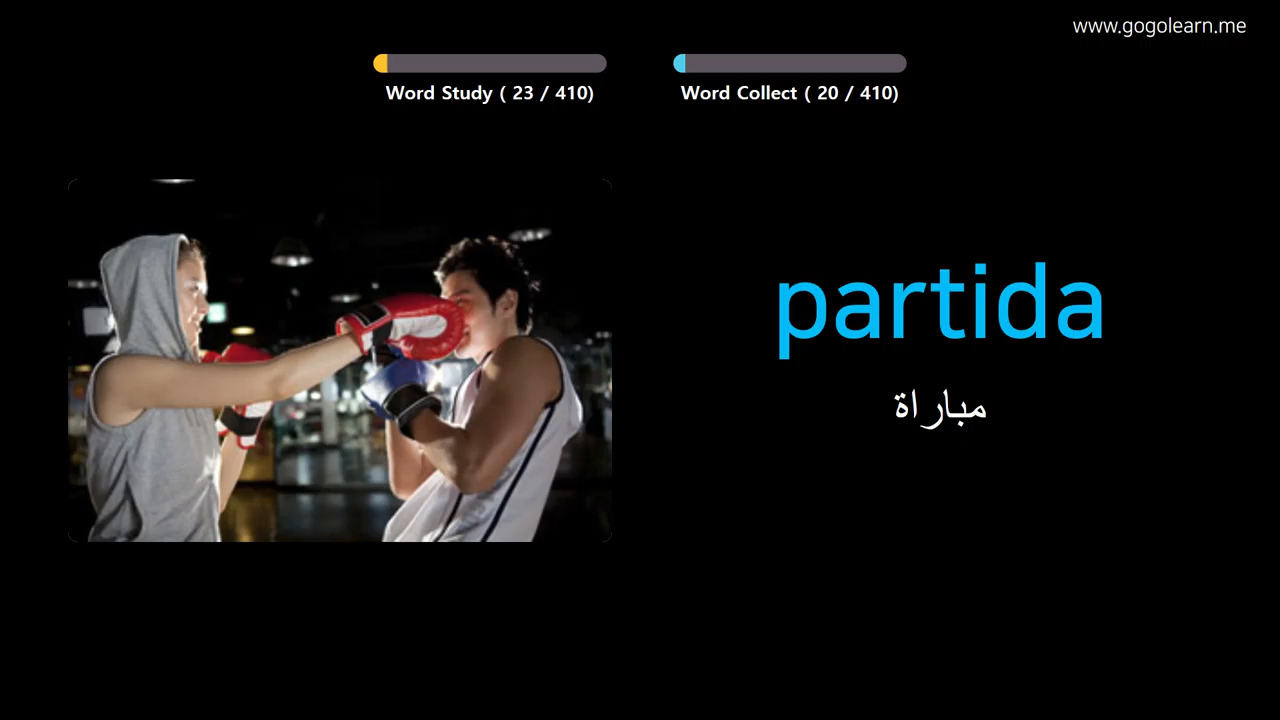 www.gogolearn.me
Word Study ( 23 / 410)
Word Collect ( 20 / 410)
partida
مباراة